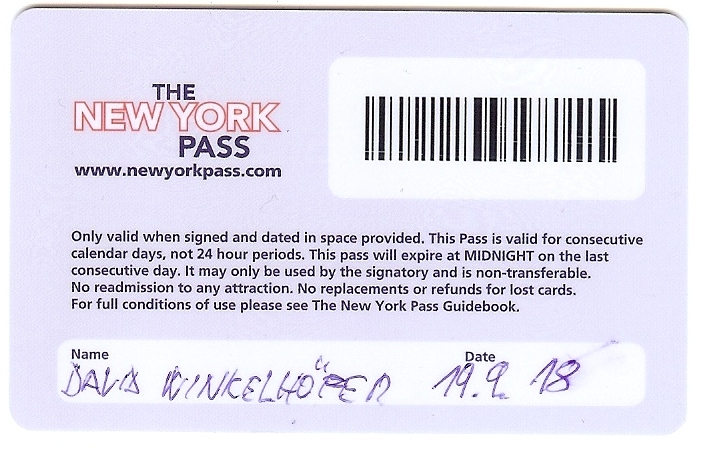 THE
NEW YORK
PASS
www.newyorkpass.com
Only valid when signed and dated in space provided. This Pass is valid for consecutive
calendar days, not 24 hour periods. This pass will expire at MIDNIGHT on the last
consecutive day. It may only be used by the signatory and is non-transferable.
No readmission to any attraction. No replacements or refunds for lost cards.
For full conditions of use please see The New York Pass Guidebook.
Name Date
DAVID WINKELHÖFER 19.9. 18